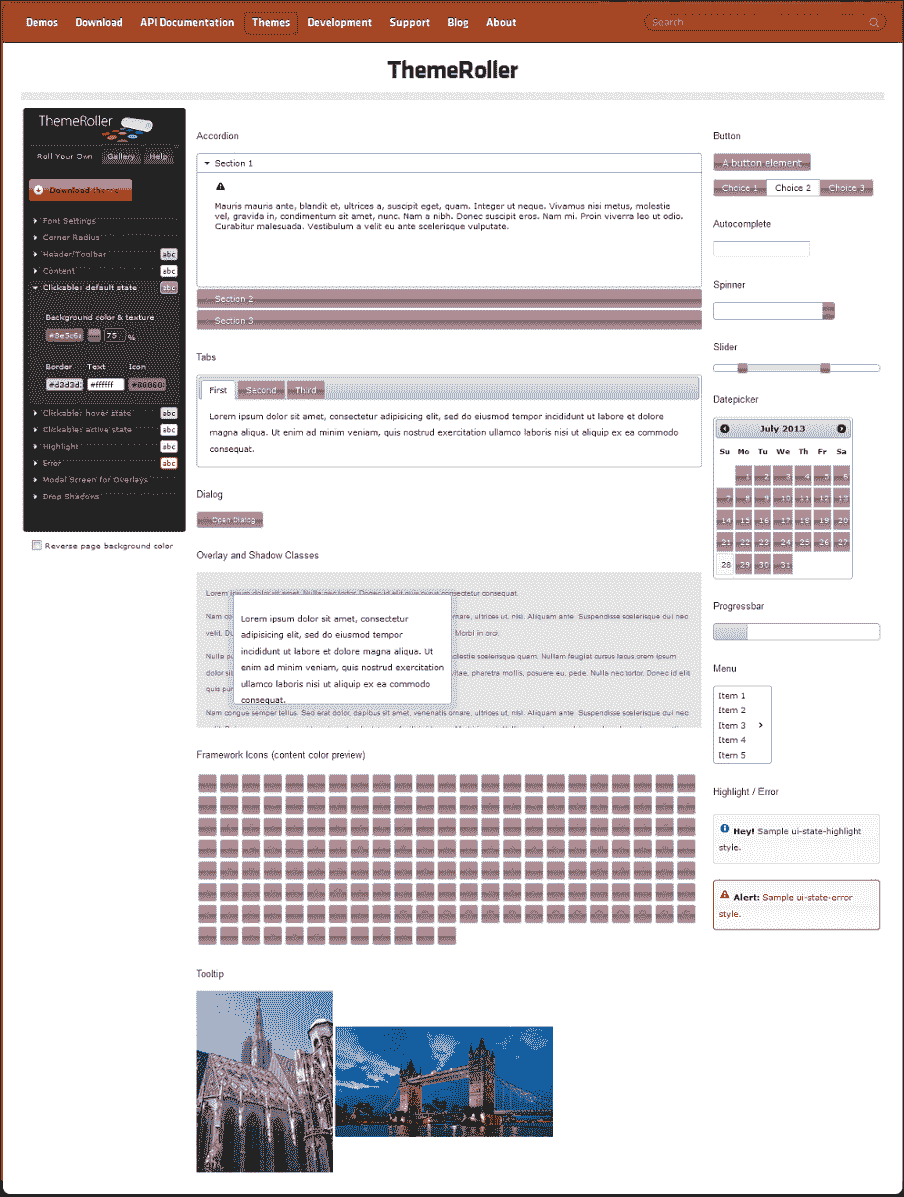 Demos Download API Documentation Themes Development Support Blog About Search
ThemeRoller
ThemeRoller
Roll Your Own Gallery Help
Download theme
Font Settings
Corner Radius
Header/Toolbar abc
Content abc
Clickable: default state abc
Background color & texture
75 %
Border Text Icon
#d3d3d3 #ffffff
Clickable: hover state abc
Clickable: active state abc
Highlight abc
Error abc
Modal Screen for Overlays
Drop Shadows
Reverse page background color
Accordion
Section 1
Mauris mauris ante, blandit et, ultrices a, suscipit eget, quam. Integer ut neque. Vivamus nisi metus, molestie
vel, gravida in, condimentum sit amet, nunc. Nam a nibh. Donec suscipit eros. Nam mi. Proin viverra leo ut odio.
Curabitur malesuada. Vestibulum a velit eu ante scelerisque vulputate.
Section 2
Section 3
Tabs
First Second Third
Lorem ipsum dolor sit amet, consectetur adipisicing elit, sed do eiusmod tempor incididunt ut labore et dolore
magna aliqua. Ut enim ad minim veniam, quis nostrud exercitation ullamco laboris nisi ut aliquip ex ea commodo
consequat.
Dialog
Open Dialog
Overlay and Shadow Classes
Lorem ipsum dolor sit amet, Nulla nec tortor. Donec id elit quis purus consectetur consequat.
Nam co ornare, ultrices ut, nisi. Aliquam ante. Suspendisse scelerisque dui nec
velit. Du Morbi in orci.
Nulla pu molestie scelerisque quam. Nullam feugiat cursus lacus orem ipsum
dolor si vitae, pharetra mollis, posuere eu, pede. Nulla nec tortor. Donec id elit
quis pur
Nam congue semper tellus. Sed erat dolor, dapibus sit amet, venenatis ornare, ultrices ut, nisi. Aliquam ante. Suspendisse scelerisque dui nec
Lorem ipsum dolor sit amet, consectetur
adipisicing elit, sed do eiusmod tempor
incididunt ut labore et dolore magna aliqua. Ut
enim ad minim veniam, quis nostrud exercitation
ullamco laboris nisi ut aliquip ex ea commodo
consequat.
Framework Icons (content color preview)
Tooltip
Button
A button element
Choice 1 Choice 2 Choice 3
Autocomplete
Spinner
Slider
Datepicker
July 2013
Su Mo Tu We Th Fr Sa
1 2 3 4 5 6
7 8 9 10 11 12 13
14 15 16 17 18 19 20
21 22 23 24 25 26 27
28 29 30 31
Progressbar
Menu
Item 1
Item 2
Item 3
Item 4
Item 5
Highlight / Error
Hey! Sample ui-state-highlight
style.
Alert: Sample ui-state-error
style.